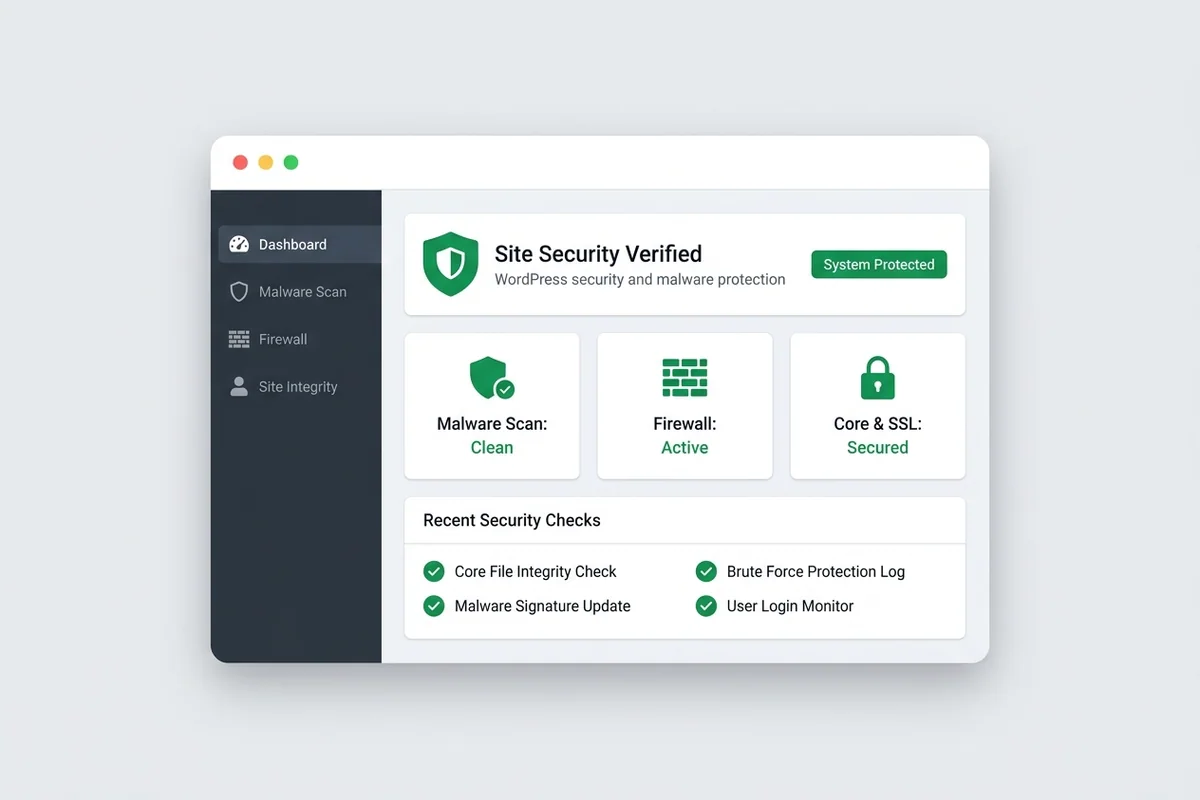 Dashboard
Malware Scan
Firewall
Site Integrity
Site Security Verified
WordPress security and malware protection
System Protected
Malware Scan:
Clean
Firewall:
Active
Core & SSL:
Secured
Recent Security Checks
Core File Integrity Check
Brute Force Protection Log
Malware Signature Update
User Login Monitor